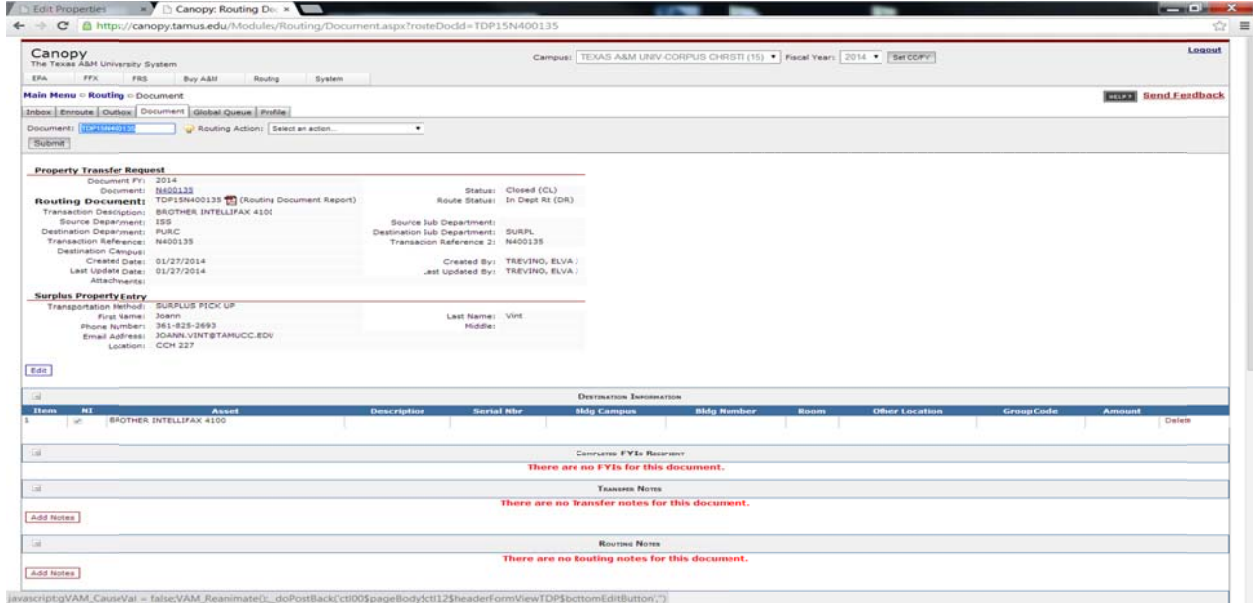 Edit Properties × Canopy: Routing Do ×
https://canopy.tamus.edu/Modules/Routing/Document.aspx?routeDocId=TDP15N400135
Canopy
The Texas A&M University System
Campus: TEXAS A&M UNIV-CORPUS CHRISTI (15) Fiscal Year: 2014 Set CC/FY
Logout
EPA FFX FRS Buy A&M Routing System
Main Menu Routing Document
HELP? Send Feedback
Inbox Enroute Outbox Document Global Queue Profile
Document: TDP15N400135 Routing Action: Select an action...
Submit
Property Transfer Request
Document FY: 2014
Document: N400135 Status: Closed (CL)
Routing Document: TDP15N400135 (Routing Document Report) Route Status: In Dept Rt (DR)
Transaction Description: BROTHER INTELLIFAX 4100
Source Department: ISS Source Sub Department:
Destination Department: PURC Destination Sub Department: SURPL
Transaction Reference: N400135 Transacion Reference 2: N400135
Destination Campus:
Created Date: 01/27/2014 Created By: TREVINO, ELVA
Last Update Date: 01/27/2014 Last Updated By: TREVINO, ELVA
Attachments:
Surplus Property Entry
Transportation Method: SURPLUS PICK UP
First Name: Joann Last Name: Vint
Phone Number: 361-825-2693 Middle:
Email Address: JOANN.VINT@TAMUCC.EDU
Location: CCH 227
Edit
DESTINATION INFORMATION
Item NI Asset Description Serial Nbr Bldg Campus Bldg Number Room Other Location GroupCode Amount
1 BROTHER INTELLIFAX 4100 Delete
COMPLETED FYIS RECIPIENT
There are no FYIs for this document.
TRANSFER NOTES
There are no Transfer notes for this document.
Add Notes
ROUTING NOTES
There are no Routing notes for this document.
Add Notes
javascript:gVAM_CauseVal = false;VAM_Reanimate();_doPostBack('ctl00$pageBody$ctl12$headerFormViewTDP$bottomEditButton','')